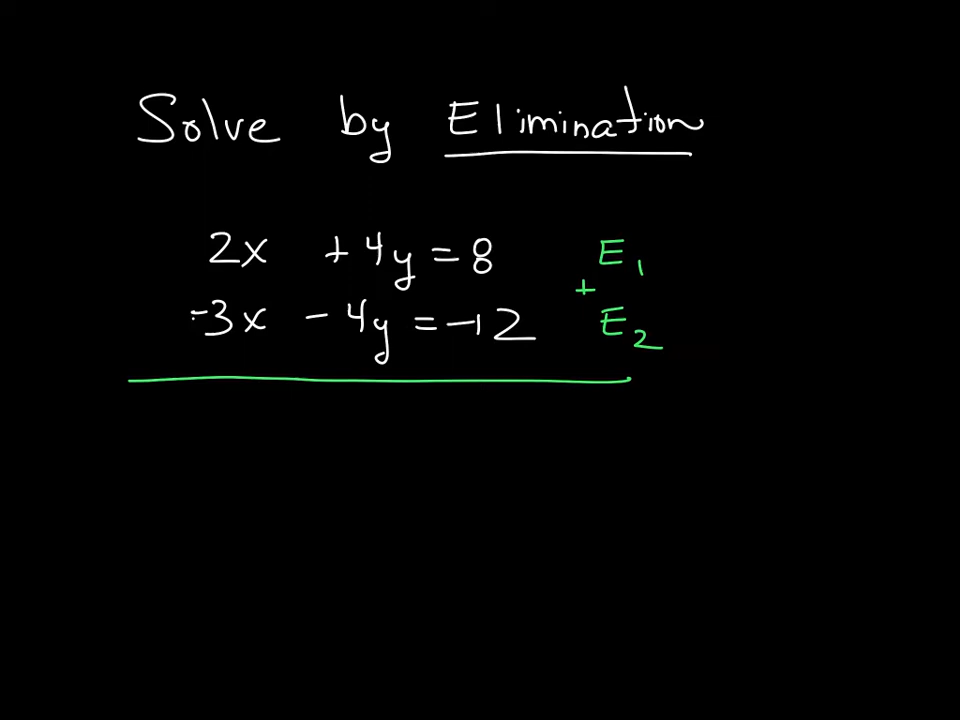 Solve by Elimination
2x + 4y = 8 E1
+
-3x - 4y = -12 E2